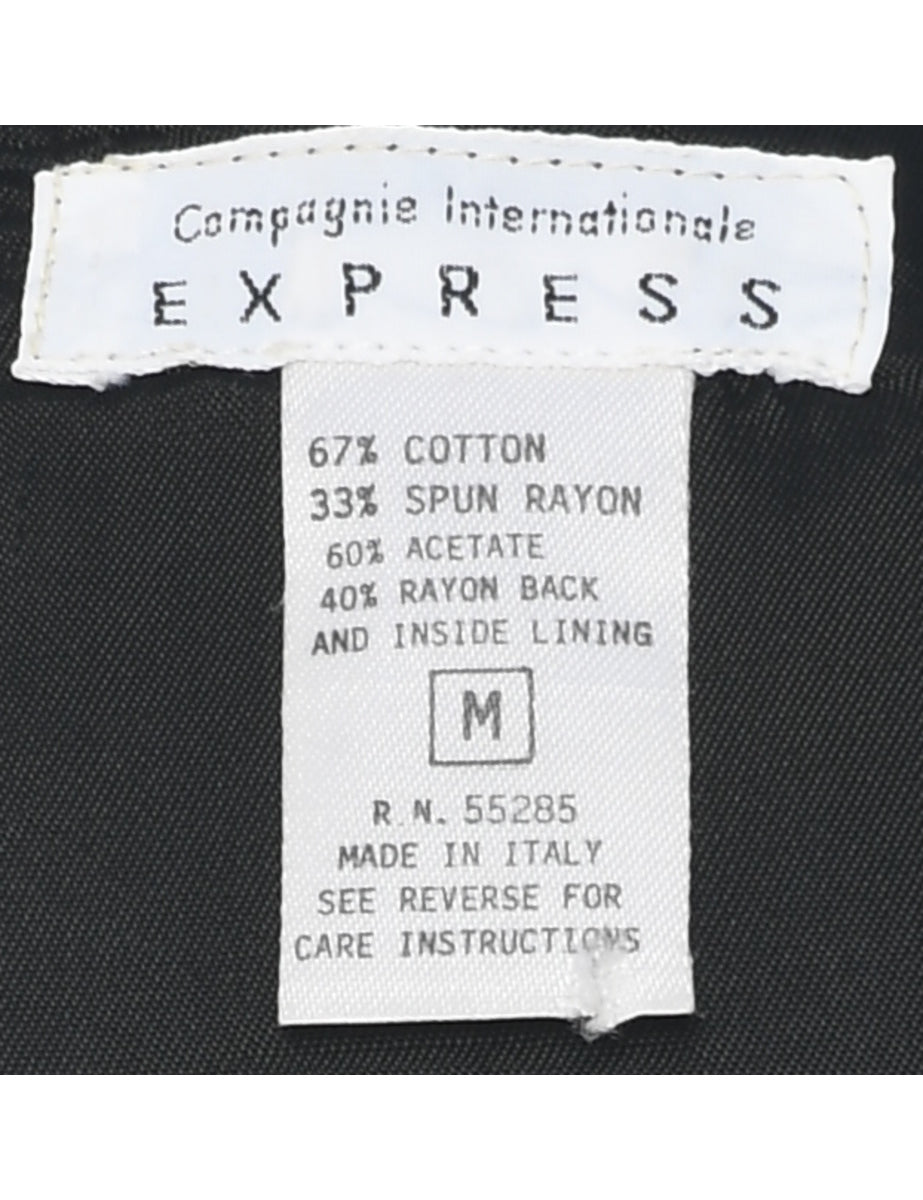 Compagnie Internationale
EXPRESS
67% COTTON
33% SPUN RAYON
60% ACETATE
40% RAYON BACK
AND INSIDE LINING
M
R.N. 55285
MADE IN ITALY
SEE REVERSE FOR
CARE INSTRUCTIONS